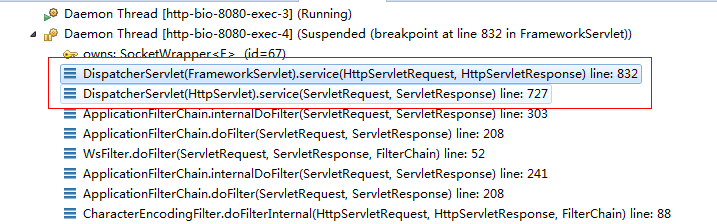 Daemon Thread [http-bio-8080-exec-3] (Running)
Daemon Thread [http-bio-8080-exec-4] (Suspended (breakpoint at line 832 in FrameworkServlet))
owns: SocketWrapper<E> (id=67)
DispatcherServlet(FrameworkServlet).service(HttpServletRequest, HttpServletResponse) line: 832
DispatcherServlet(HttpServlet).service(ServletRequest, ServletResponse) line: 727
ApplicationFilterChain.internalDoFilter(ServletRequest, ServletResponse) line: 303
ApplicationFilterChain.doFilter(ServletRequest, ServletResponse) line: 208
WsFilter.doFilter(ServletRequest, ServletResponse, FilterChain) line: 52
ApplicationFilterChain.internalDoFilter(ServletRequest, ServletResponse) line: 241
ApplicationFilterChain.doFilter(ServletRequest, ServletResponse) line: 208
CharacterEncodingFilter.doFilterInternal(HttpServletRequest, HttpServletResponse, FilterChain) line: 88